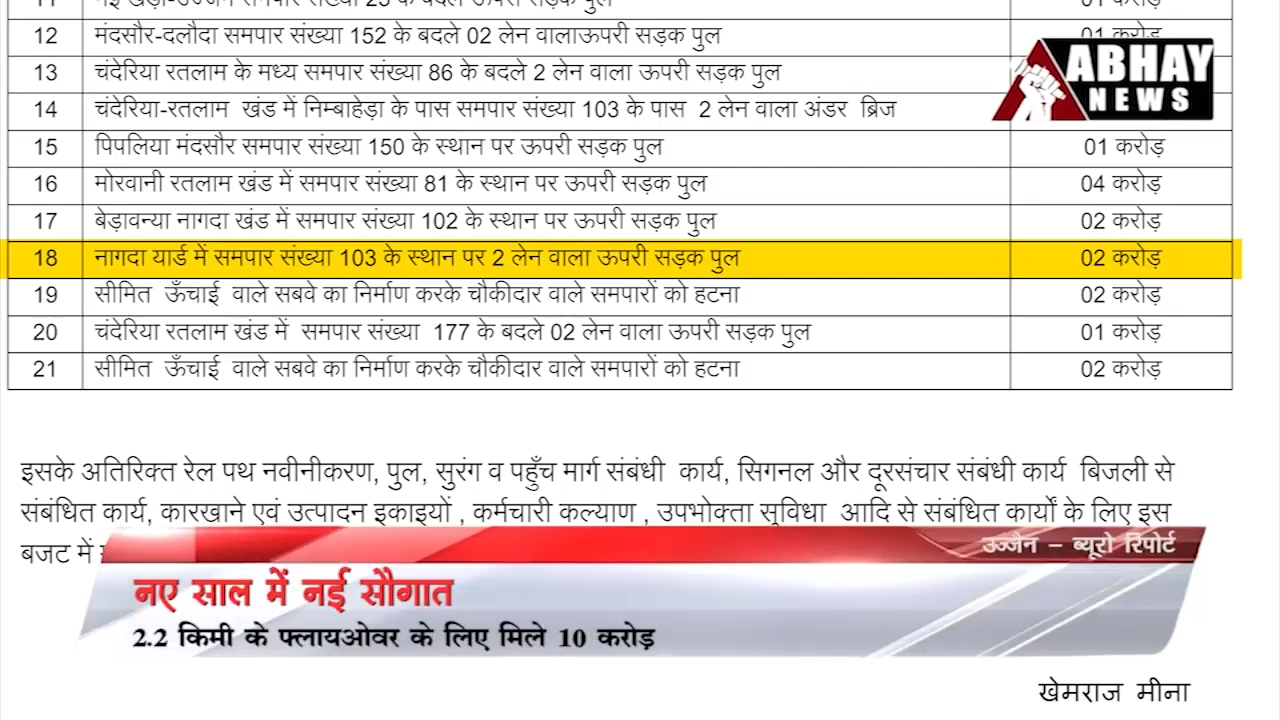 12 मंदसौर-दलौदा समपार संख्या 152 के बदले 02 लेन वालाऊपरी सड़क पुल 01 करोड़
13 चंदेरिया रतलाम के मध्य समपार संख्या 86 के बदले 2 लेन वाला ऊपरी सड़क पुल
ABHAY
NEWS
14 चंदेरिया-रतलाम खंड में निम्बाहेड़ा के पास समपार संख्या 103 के पास 2 लेन वाला अंडर ब्रिज
15 पिपलिया मंदसौर समपार संख्या 150 के स्थान पर ऊपरी सड़क पुल 01 करोड़
16 मोरवानी रतलाम खंड में समपार संख्या 81 के स्थान पर ऊपरी सड़क पुल 04 करोड़
17 बेड़ावन्या नागदा खंड में समपार संख्या 102 के स्थान पर ऊपरी सड़क पुल 02 करोड़
18 नागदा यार्ड में समपार संख्या 103 के स्थान पर 2 लेन वाला ऊपरी सड़क पुल 02 करोड़
19 सीमित ऊँचाई वाले सबवे का निर्माण करके चौकीदार वाले समपारों को हटना 02 करोड़
20 चंदेरिया रतलाम खंड में समपार संख्या 177 के बदले 02 लेन वाला ऊपरी सड़क पुल 01 करोड़
21 सीमित ऊँचाई वाले सबवे का निर्माण करके चौकीदार वाले समपारों को हटना 02 करोड़
इसके अतिरिक्त रेल पथ नवीनीकरण, पुल, सुरंग व पहुँच मार्ग संबंधी कार्य, सिगनल और दूरसंचार संबंधी कार्य बिजली से
संबंधित कार्य, कारखाने एवं उत्पादन इकाइयों , कर्मचारी कल्याण , उपभोक्ता सुविधा आदि से संबंधित कार्यों के लिए इस
बजट में
उज्जैन – ब्यूरो रिपोर्ट
नए साल में नई सौगात
2.2 किमी के फ्लायओवर के लिए मिले 10 करोड़
खेमराज मीना